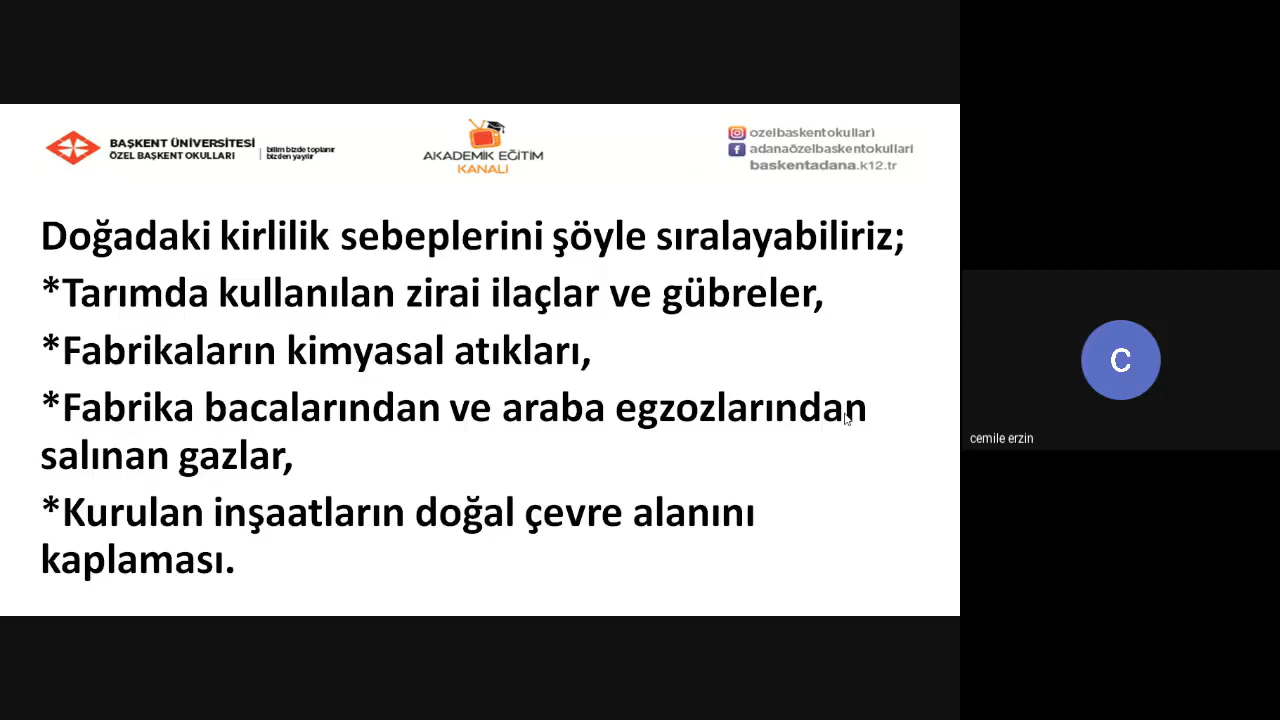 BAŞKENT ÜNİVERSİTESİ
ÖZEL BAŞKENT OKULLARI
bilim bizde toplanır
bizden yayılır
AKADEMİK EĞİTİM
KANALI
ozelbaskentokullari
adanaözelbaskentokullari
baskentadana.k12.tr
Doğadaki kirlilik sebeplerini şöyle sıralayabiliriz;
*Tarımda kullanılan zirai ilaçlar ve gübreler,
*Fabrikaların kimyasal atıkları,
*Fabrika bacalarından ve araba egzozlarından
salınan gazlar,
*Kurulan inşaatların doğal çevre alanını
kaplaması.
C
cemile erzin